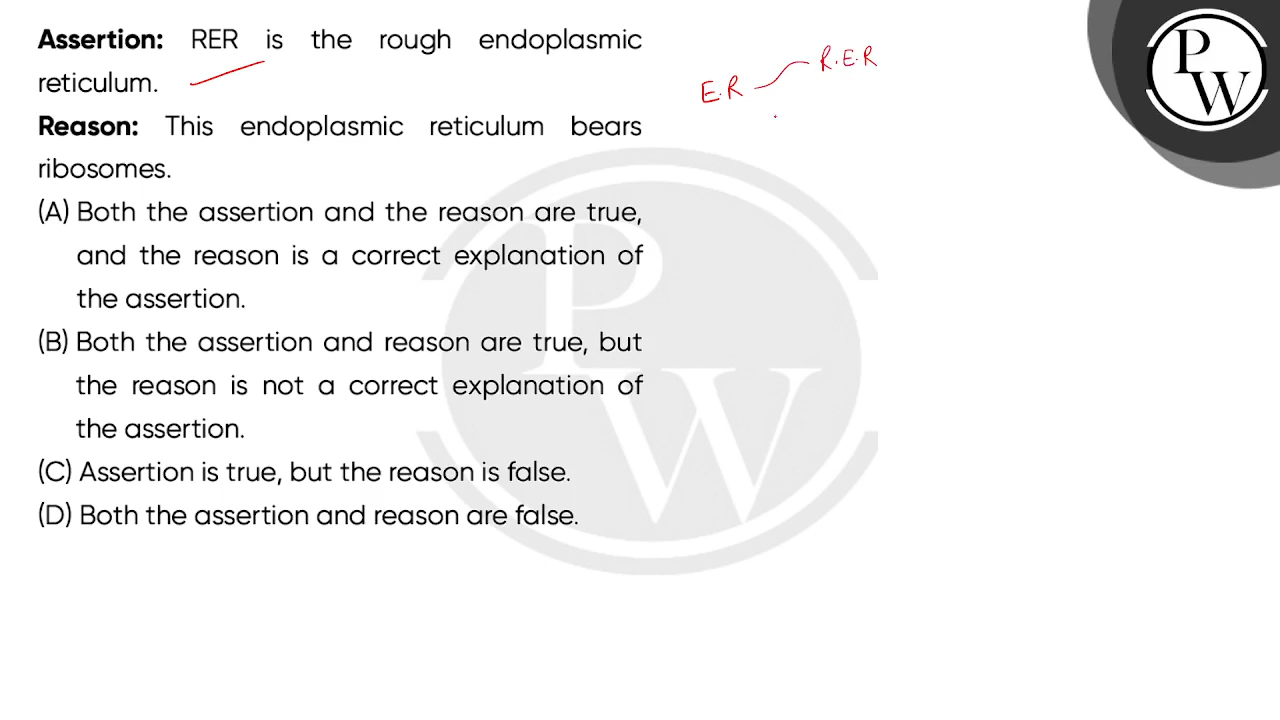 Assertion: RER is the rough endoplasmic
reticulum.
Reason: This endoplasmic reticulum bears
ribosomes.
(A) Both the assertion and the reason are true,
and the reason is a correct explanation of
the assertion.
(B) Both the assertion and reason are true, but
the reason is not a correct explanation of
the assertion.
(C) Assertion is true, but the reason is false.
(D) Both the assertion and reason are false.
E.R
R.E.R
P
W
P
W